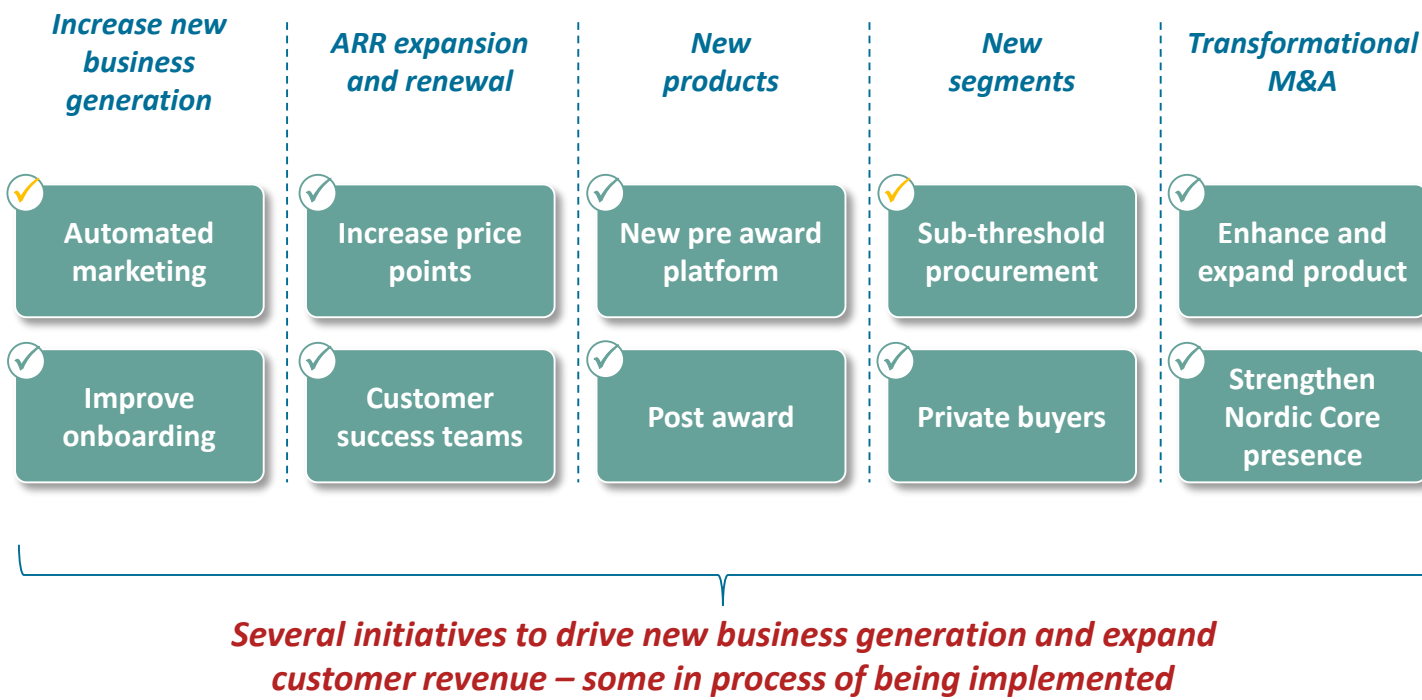 Increase new
business
generation
ARR expansion
and renewal
New
products
New
segments
Transformational
M&A
Automated
marketing
Increase price
points
New pre award
platform
Sub-threshold
procurement
Enhance and
expand product
Improve
onboarding
Customer
success teams
Post award
Private buyers
Strengthen
Nordic Core
presence
Several initiatives to drive new business generation and expand
customer revenue – some in process of being implemented